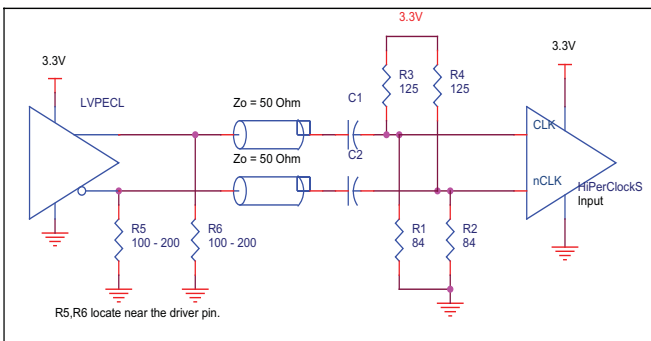 3.3V
3.3V
3.3V
R3
125
R4
125
LVPECL
Zo = 50 Ohm
C1
CLK
Zo = 50 Ohm
C2
nCLK
HiPerClockS
Input
R5
100 - 200
R6
100 - 200
R1
84
R2
84
R5,R6 locate near the driver pin.